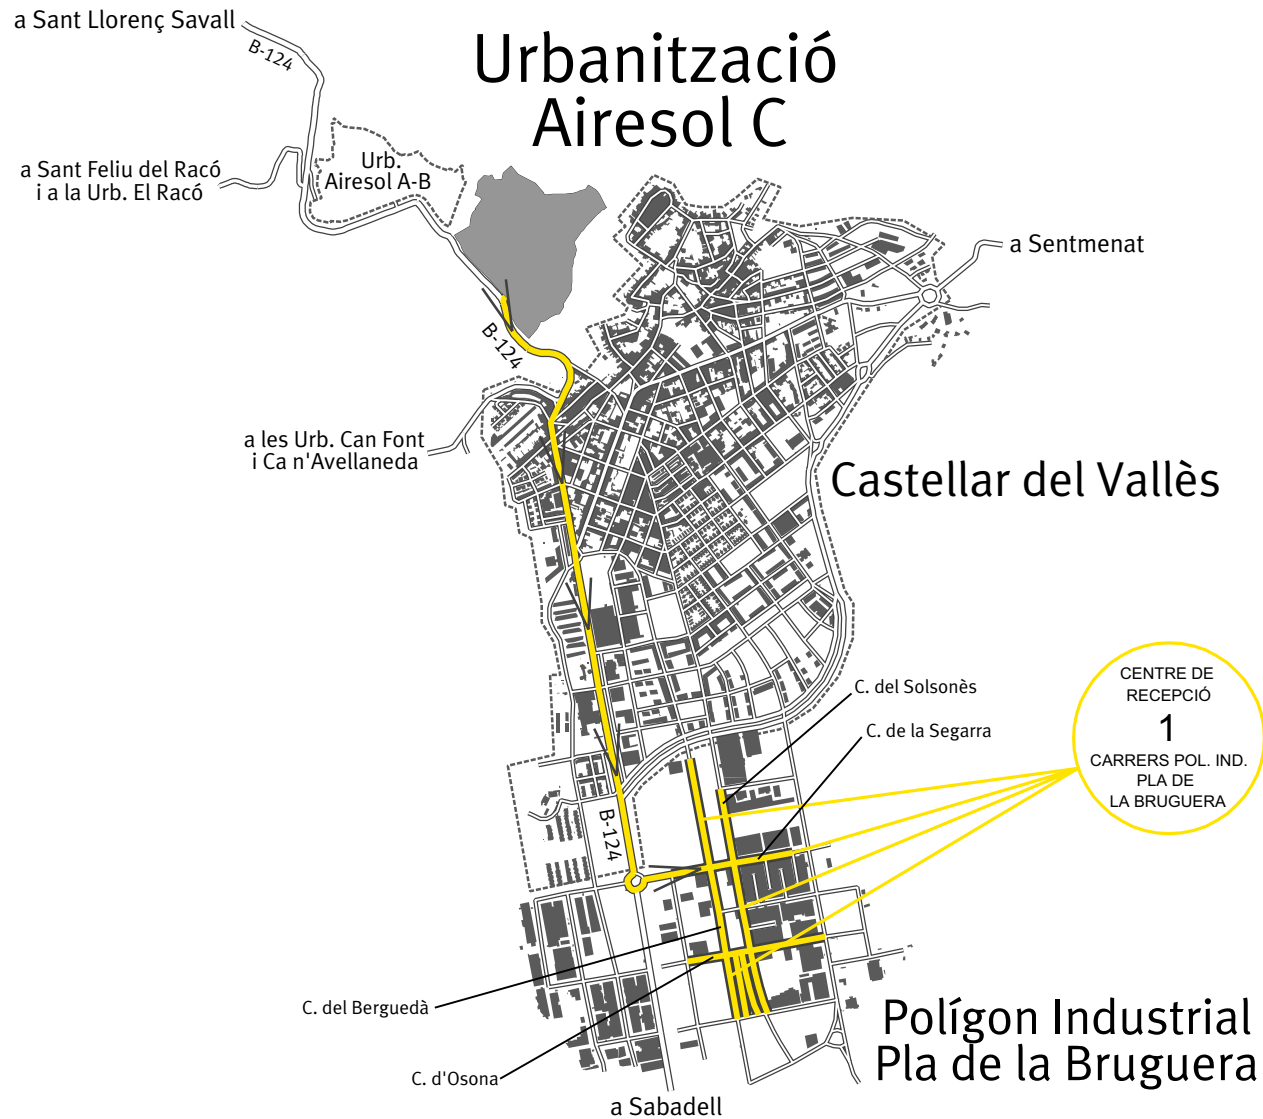 a Sant Llorenç Savall
B-124
Urbanització
Airesol C
a Sant Feliu del Racó
i a la Urb. El Racó
Urb.
Airesol A-B
a Sentmenat
B-124
a les Urb. Can Font
i Ca n'Avellaneda
Castellar del Vallès
C. del Solsonès
C. de la Segarra
CENTRE DE
RECEPCIÓ
1
CARRERS POL. IND.
PLA DE
LA BRUGUERA
B-124
C. del Berguedà
C. d'Osona
Polígon Industrial
Pla de la Bruguera
a Sabadell